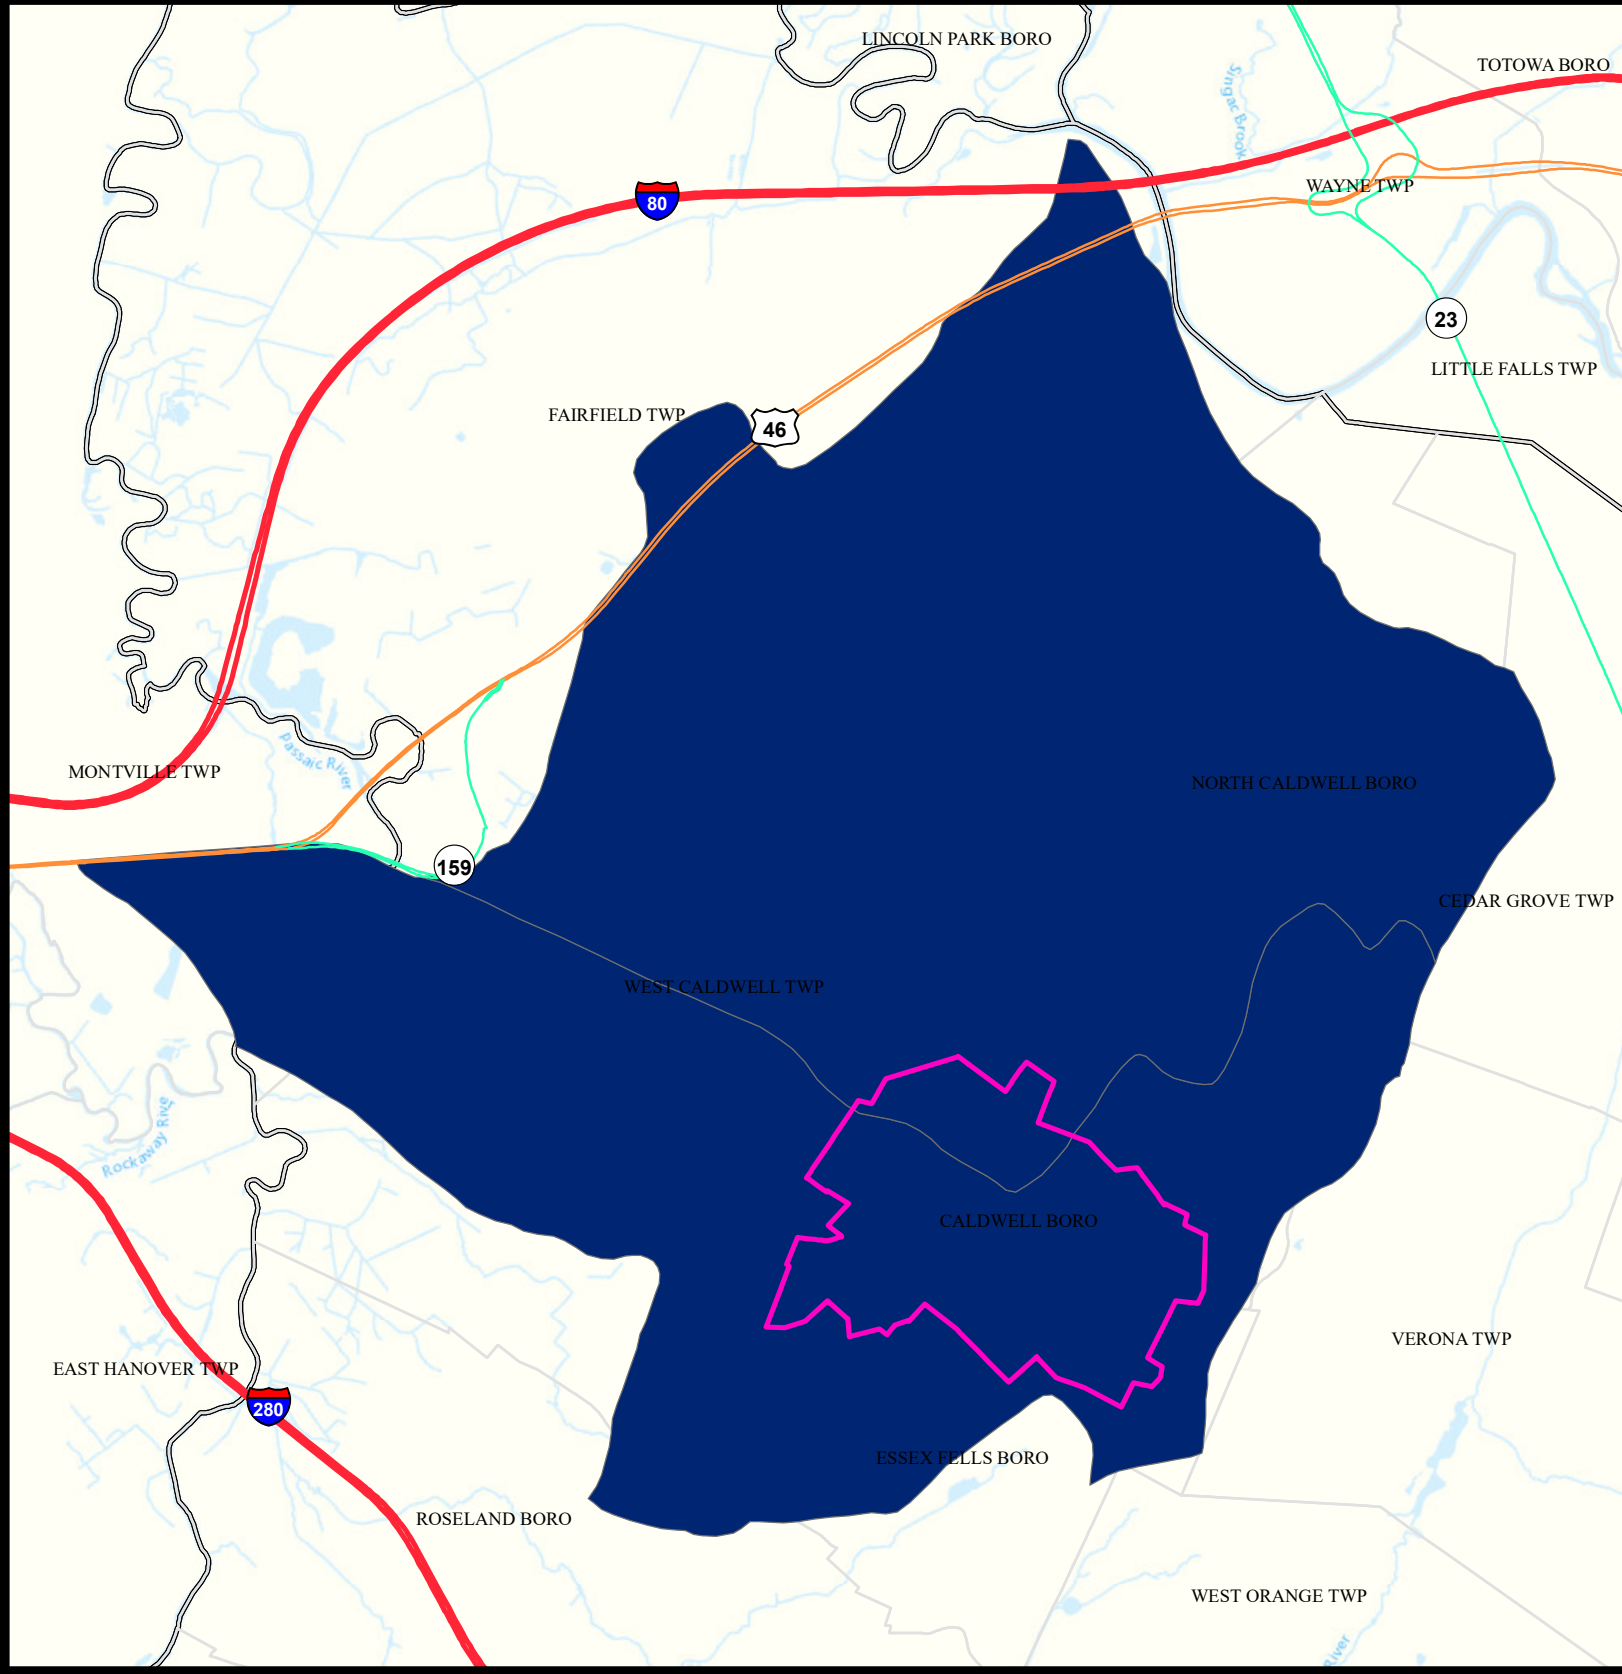 LINCOLN PARK BORO
TOTOWA BORO
Singac Brook
80
WAYNE TWP
23
LITTLE FALLS TWP
FAIRFIELD TWP
46
Passaic River
MONTVILLE TWP
NORTH CALDWELL BORO
159
CEDAR GROVE TWP
WEST CALDWELL TWP
Rockaway Rive
CALDWELL BORO
VERONA TWP
EAST HANOVER TWP
280
ESSEX FELLS BORO
ROSELAND BORO
WEST ORANGE TWP
River